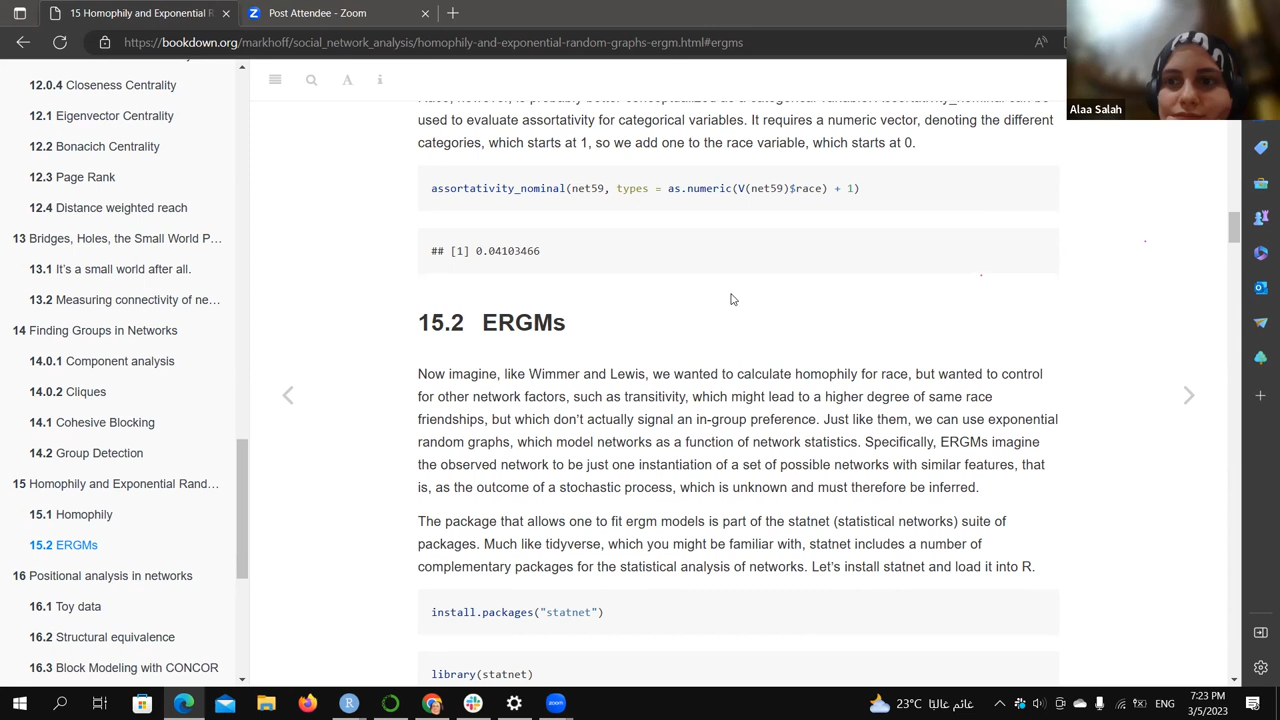 15 Homophily and Exponential R
Post Attendee - Zoom
https://bookdown.org/markhoff/social_network_analysis/homophily-and-exponential-random-graphs-ergm.html#ergms
Alaa Salah
12.0.4 Closeness Centrality
12.1 Eigenvector Centrality
12.2 Bonacich Centrality
12.3 Page Rank
12.4 Distance weighted reach
13 Bridges, Holes, the Small World P...
13.1 It's a small world after all.
13.2 Measuring connectivity of ne...
14 Finding Groups in Networks
14.0.1 Component analysis
14.0.2 Cliques
14.1 Cohesive Blocking
14.2 Group Detection
15 Homophily and Exponential Rand...
15.1 Homophily
15.2 ERGMs
16 Positional analysis in networks
16.1 Toy data
16.2 Structural equivalence
16.3 Block Modeling with CONCOR
used to evaluate assortativity for categorical variables. It requires a numeric vector, denoting the different
categories, which starts at 1, so we add one to the race variable, which starts at 0.
assortativity_nominal(net59, types = as.numeric(V(net59)$race) + 1)
## [1] 0.04103466
15.2 ERGMs
Now imagine, like Wimmer and Lewis, we wanted to calculate homophily for race, but wanted to control
for other network factors, such as transitivity, which might lead to a higher degree of same race
friendships, but which don't actually signal an in-group preference. Just like them, we can use exponential
random graphs, which model networks as a function of network statistics. Specifically, ERGMs imagine
the observed network to be just one instantiation of a set of possible networks with similar features, that
is, as the outcome of a stochastic process, which is unknown and must therefore be inferred.
The package that allows one to fit ergm models is part of the statnet (statistical networks) suite of
packages. Much like tidyverse, which you might be familiar with, statnet includes a number of
complementary packages for the statistical analysis of networks. Let's install statnet and load it into R.
install.packages("statnet")
library(statnet)
23°C غائم غالبًا
ENG
7:23 PM
3/5/2023